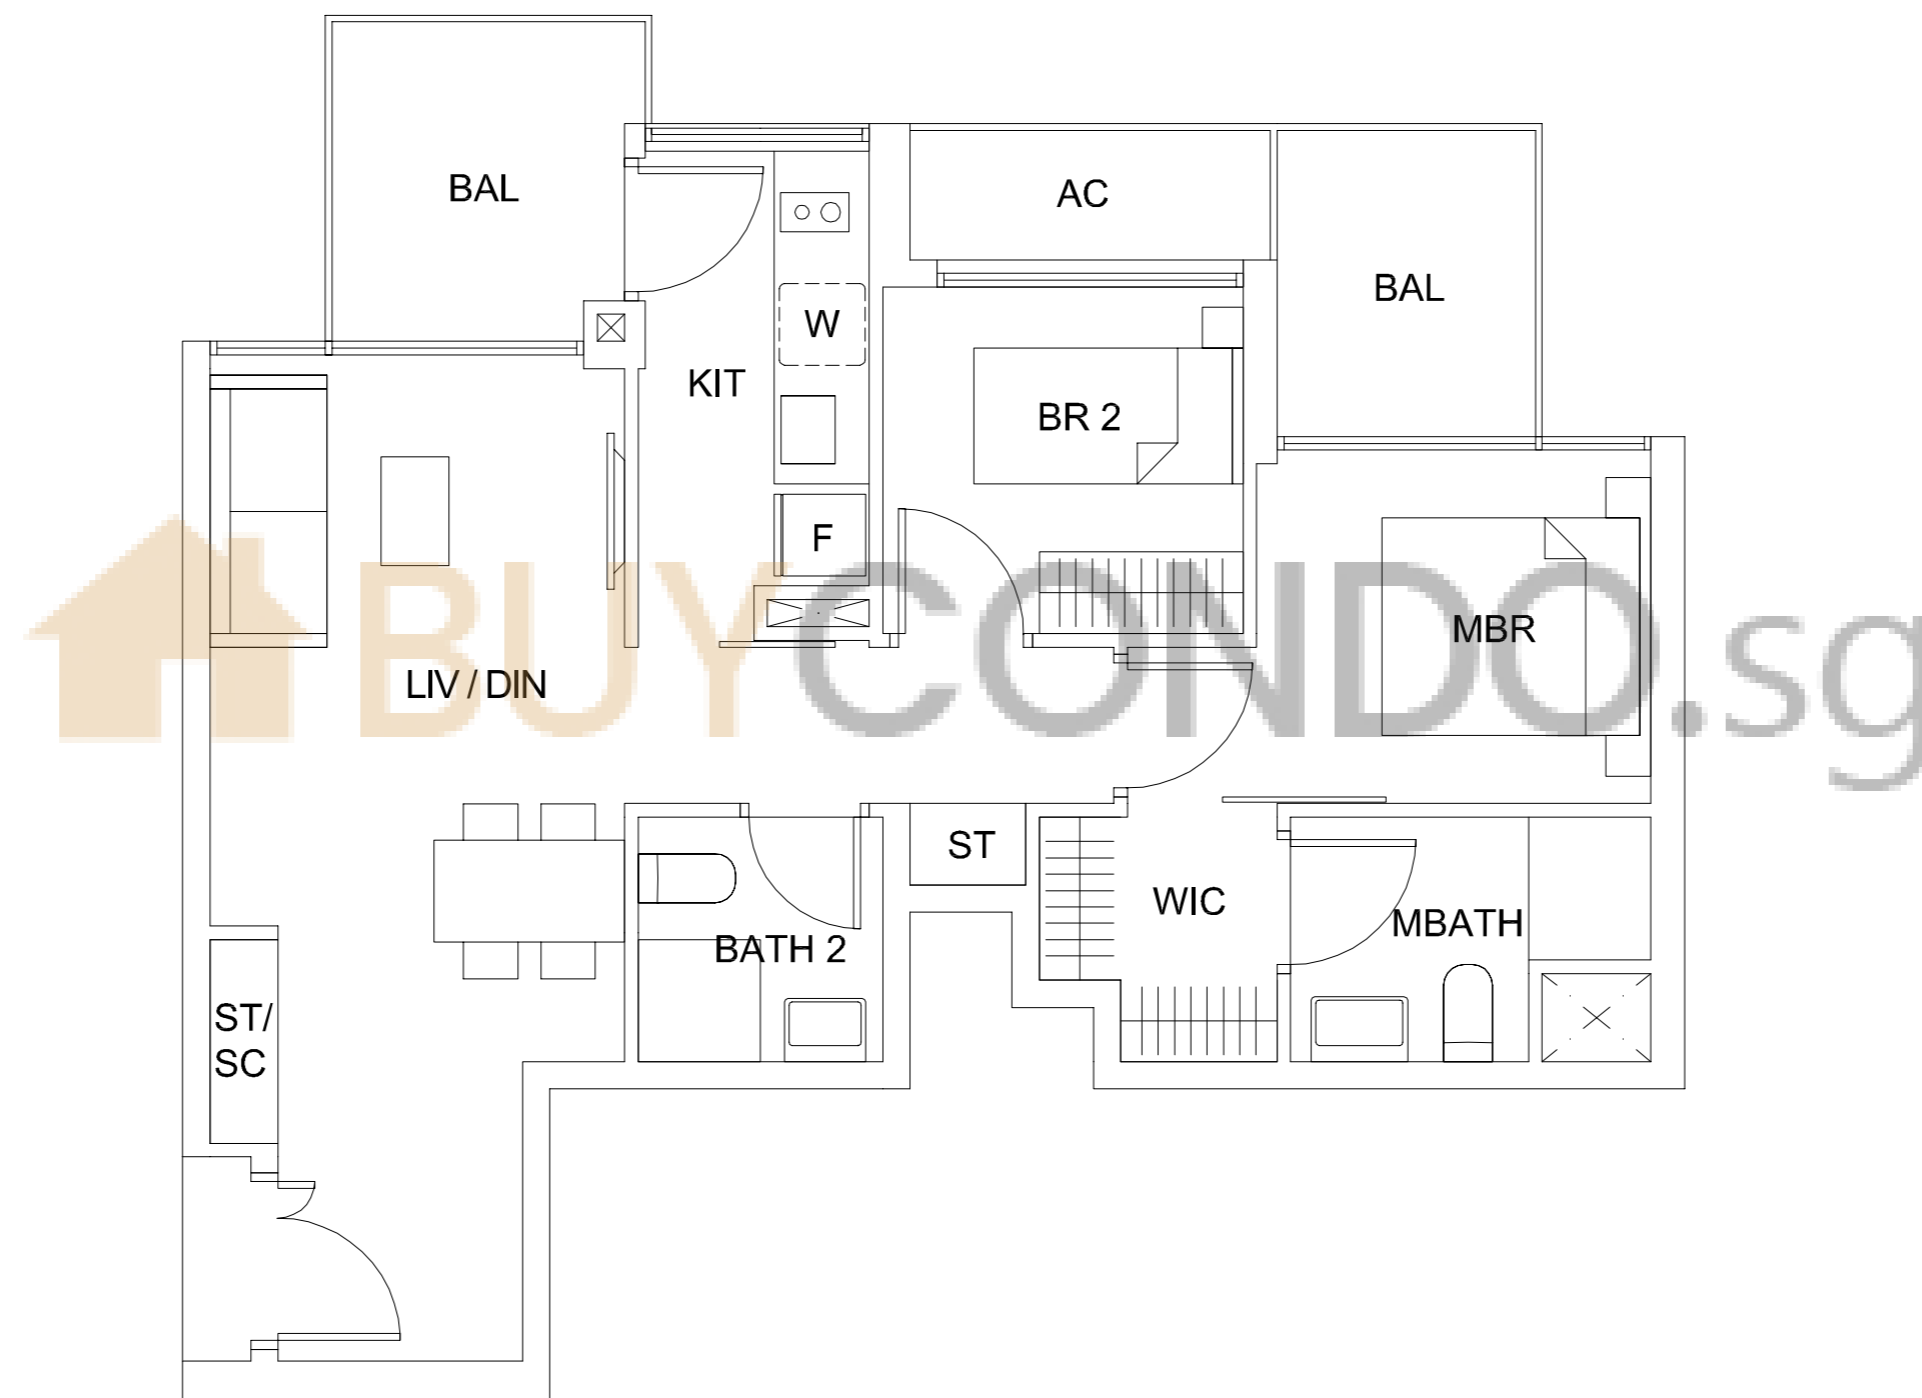 BAL
AC
BAL
W
KIT
BR 2
F
MBR
BUYCONDO.sg
LIV / DIN
ST
WIC
MBATH
BATH 2
ST/
SC